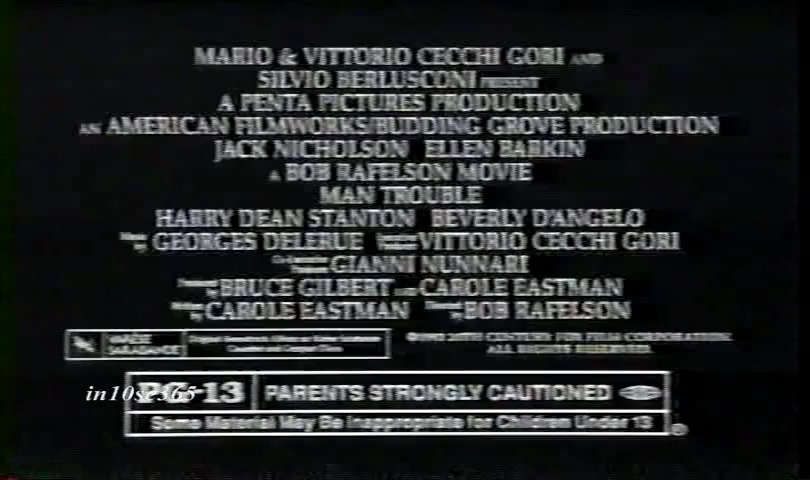 MARIO & VITTORIO CECCHI GORI AND
SILVIO BERLUSCONI PRESENT
A PENTA PICTURES PRODUCTION
AN AMERICAN FILMWORKS/BUDDING GROVE PRODUCTION
JACK NICHOLSON ELLEN BARKIN
A BOB RAFELSON MOVIE
MAN TROUBLE
HARRY DEAN STANTON BEVERLY D'ANGELO
GEORGES DELERUE VITTORIO CECCHI GORI
GIANNI NUNNARI
BRUCE GILBERT AND CAROLE EASTMAN
CAROLE EASTMAN BOB RAFELSON
VARÈSE
SARABANDE
ALL RIGHTS RESERVED.
in10se365
PG-13 PARENTS STRONGLY CAUTIONED
Some Material May Be Inappropriate for Children Under 13